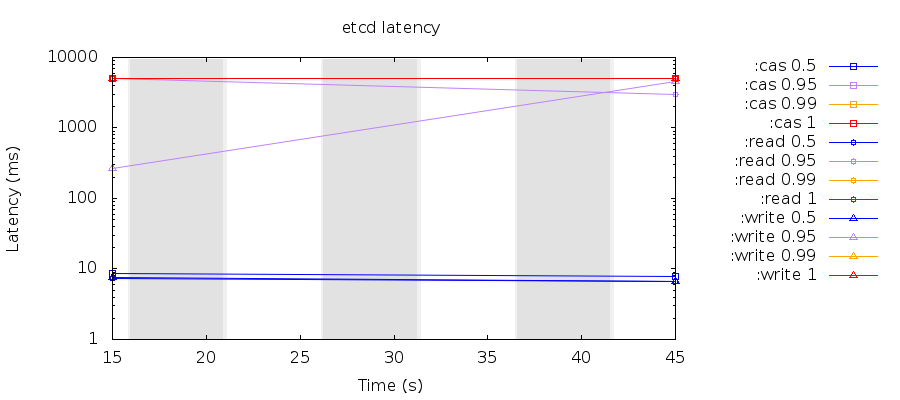 etcd latency
Latency (ms)
10000
1000
100
10
1
15 20 25 30 35 40 45
Time (s)
:cas 0.5
:cas 0.95
:cas 0.99
:cas 1
:read 0.5
:read 0.95
:read 0.99
:read 1
:write 0.5
:write 0.95
:write 0.99
:write 1